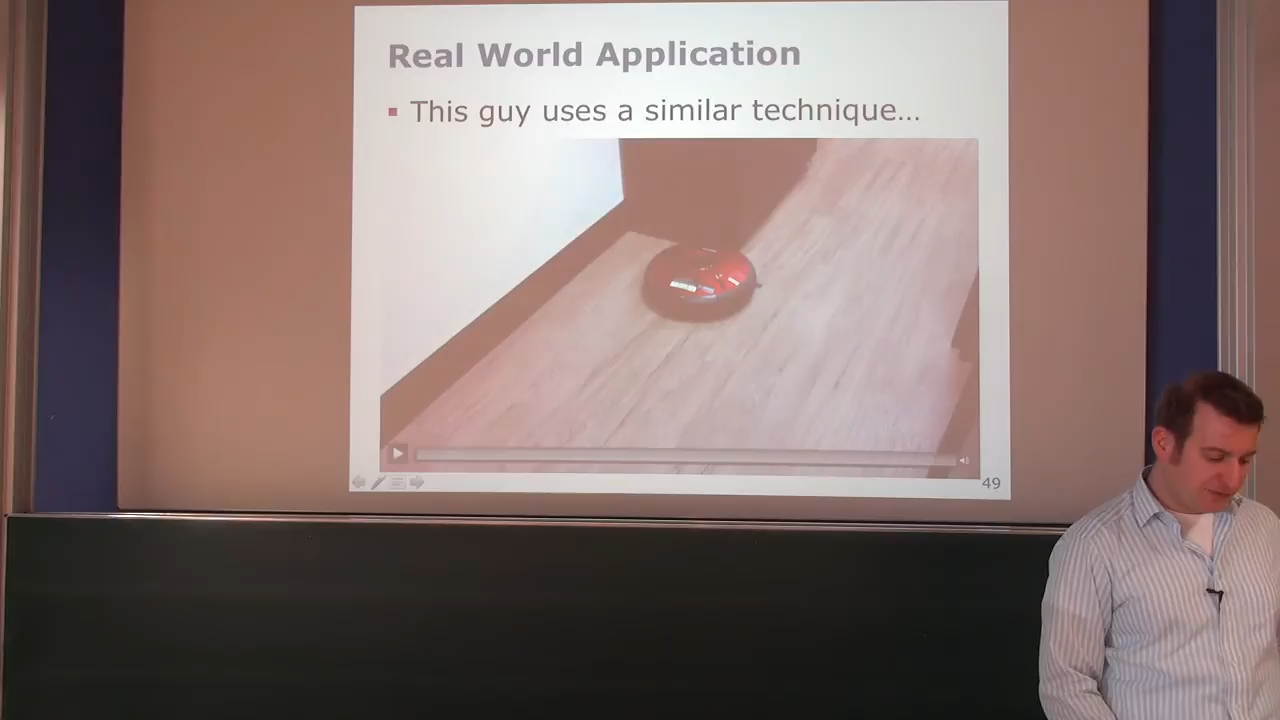 Real World Application
▪ This guy uses a similar technique…
49